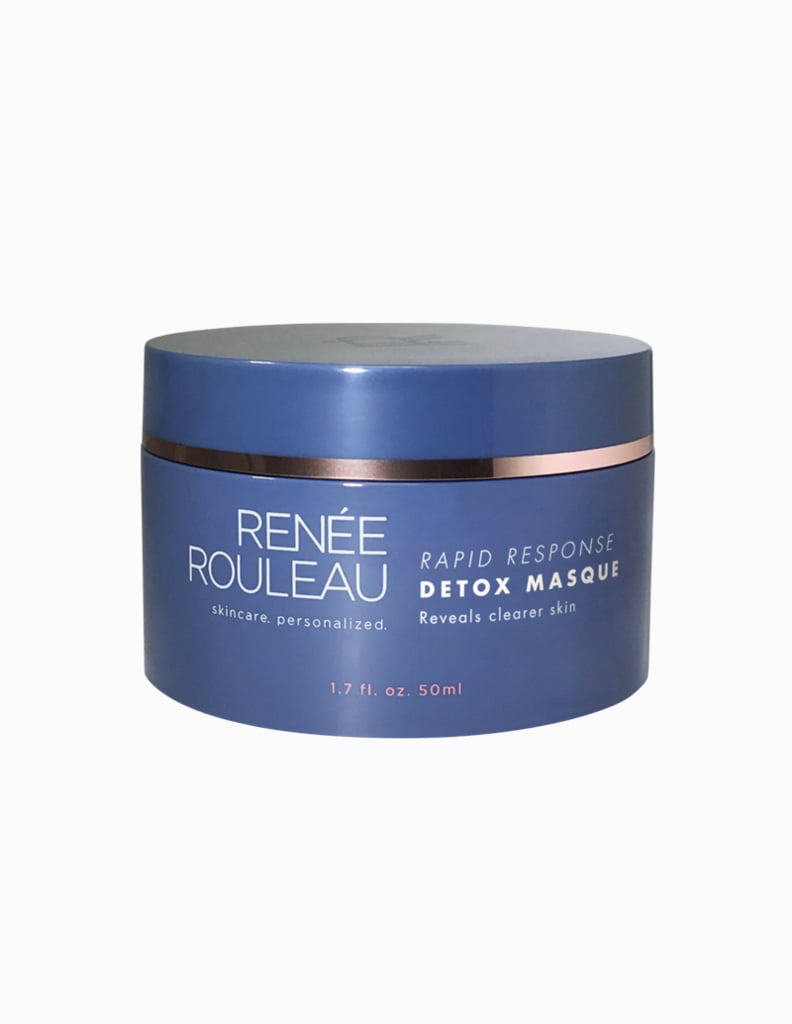 RENÉE
ROULEAU
skincare. personalized.
RAPID RESPONSE
DETOX MASQUE
Reveals clearer skin
1.7 fl. oz. 50ml